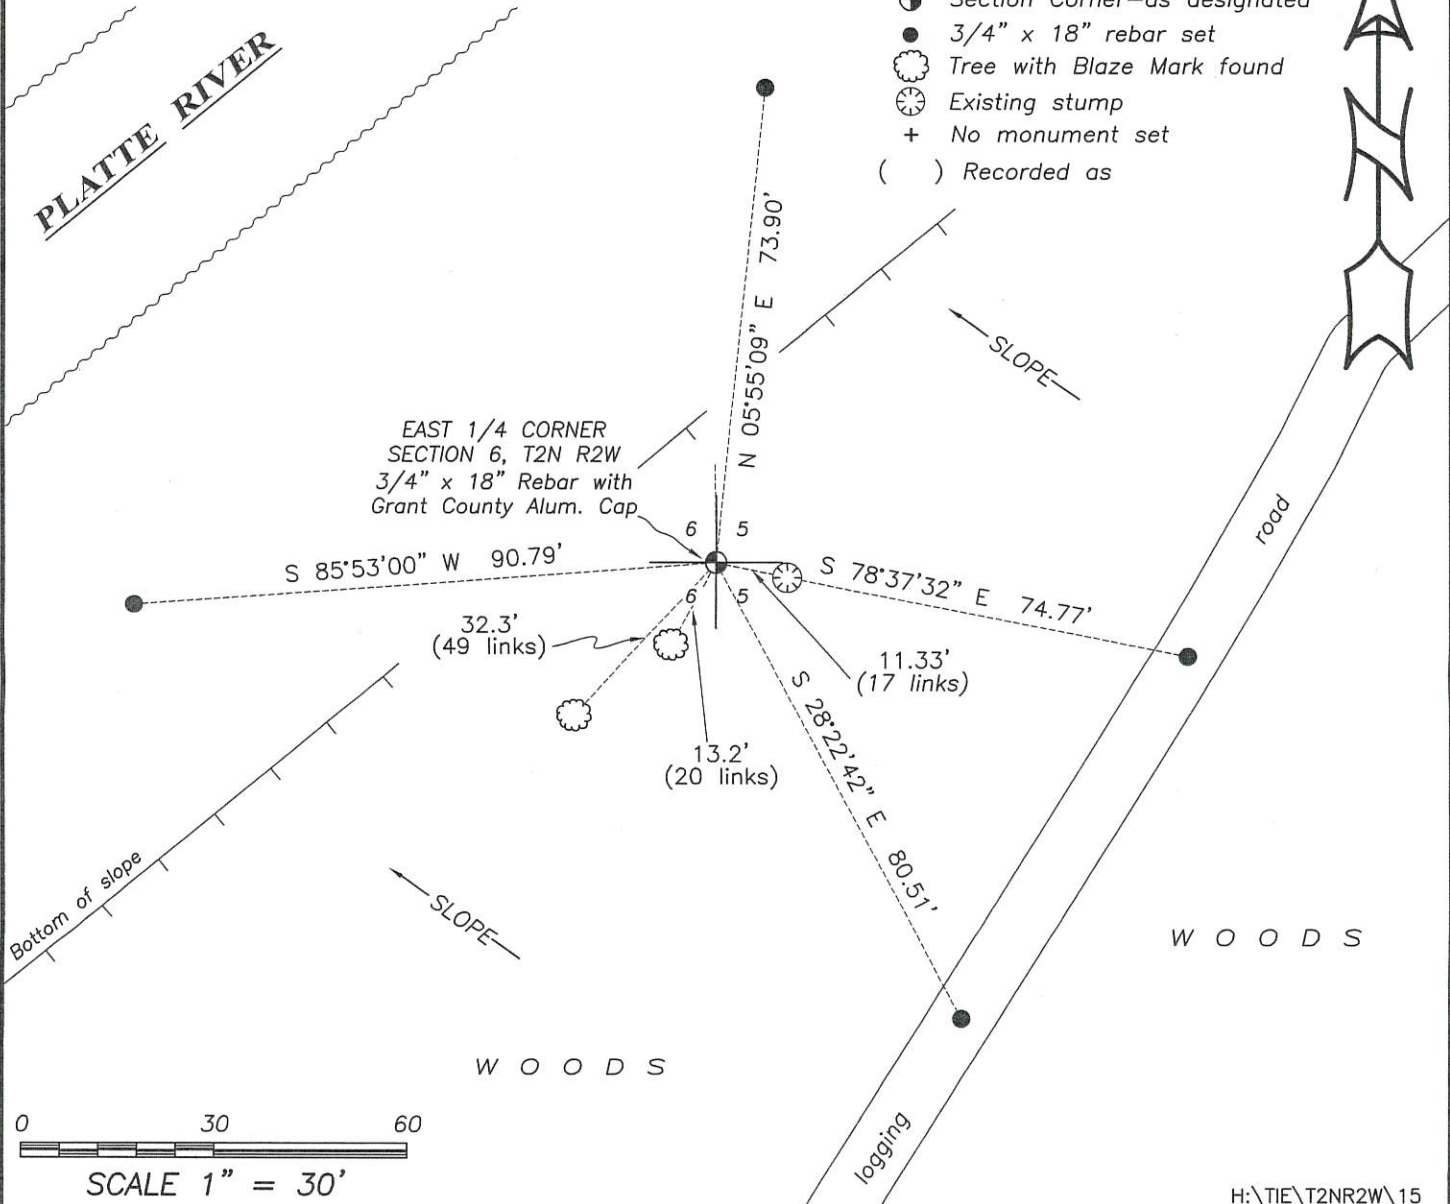 Section Corner—as designated
3/4" x 18" rebar set
Tree with Blaze Mark found
Existing stump
+ No monument set
( ) Recorded as
PLATTE RIVER
N
N 05°55'09" E 73.90'
SLOPE
EAST 1/4 CORNER
SECTION 6, T2N R2W
3/4" x 18" Rebar with
Grant County Alum. Cap
6 5
6 5
S 85°53'00" W 90.79'
S 78°37'32" E 74.77'
road
32.3'
(49 links)
11.33'
(17 links)
13.2'
(20 links)
S 28°22'42" E 80.51'
Bottom of slope
SLOPE
WOODS
WOODS
logging
0 30 60
SCALE 1" = 30'
H:\TIE\T2NR2W\15